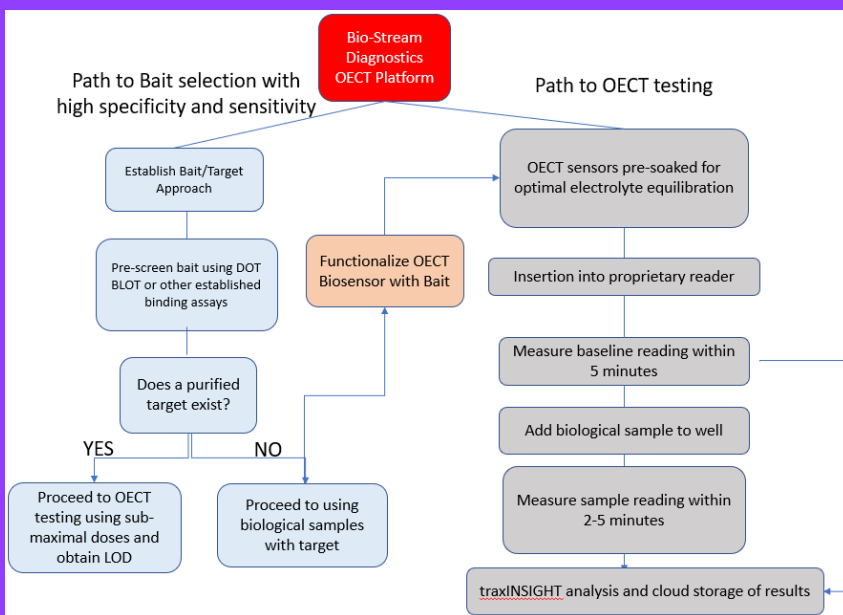 Bio-Stream
Diagnostics
OECT Platform
Path to Bait selection with
high specificity and sensitivity
Path to OECT testing
Establish Bait/Target
Approach
Pre-screen bait using DOT
BLOT or other established
binding assays
Does a purified
target exist?
YES
NO
Proceed to OECT
testing using sub-
maximal doses and
obtain LOD
Proceed to using
biological samples
with target
Functionalize OECT
Biosensor with Bait
OECT sensors pre-soaked for
optimal electrolyte equilibration
Insertion into proprietary reader
Measure baseline reading within
5 minutes
Add biological sample to well
Measure sample reading within
2-5 minutes
traxINSIGHT analysis and cloud storage of results